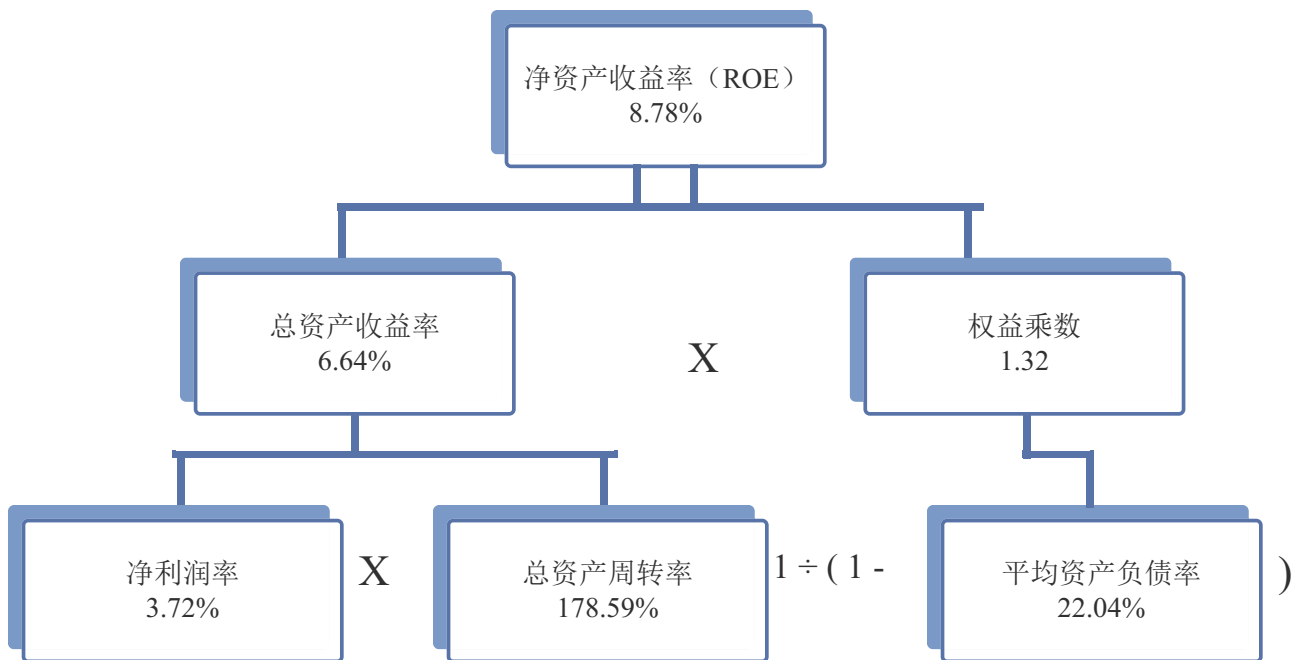 净资产收益率（ROE）
8.78%
总资产收益率
6.64%
X
权益乘数
1.32
净利润率
3.72%
X
总资产周转率
178.59%
1 ÷ ( 1 -
平均资产负债率
22.04%
)